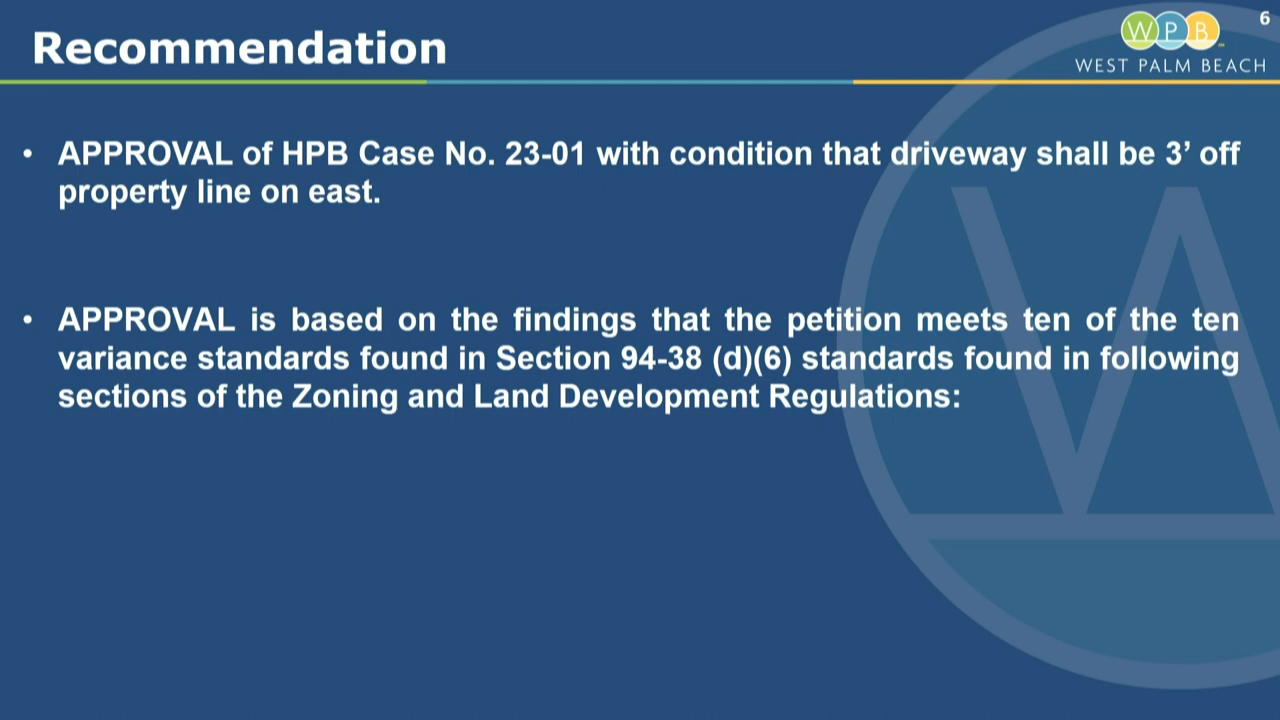 6
Recommendation
WPB
WEST PALM BEACH
• APPROVAL of HPB Case No. 23-01 with condition that driveway shall be 3’ off
property line on east.
• APPROVAL is based on the findings that the petition meets ten of the ten
variance standards found in Section 94-38 (d)(6) standards found in following
sections of the Zoning and Land Development Regulations: